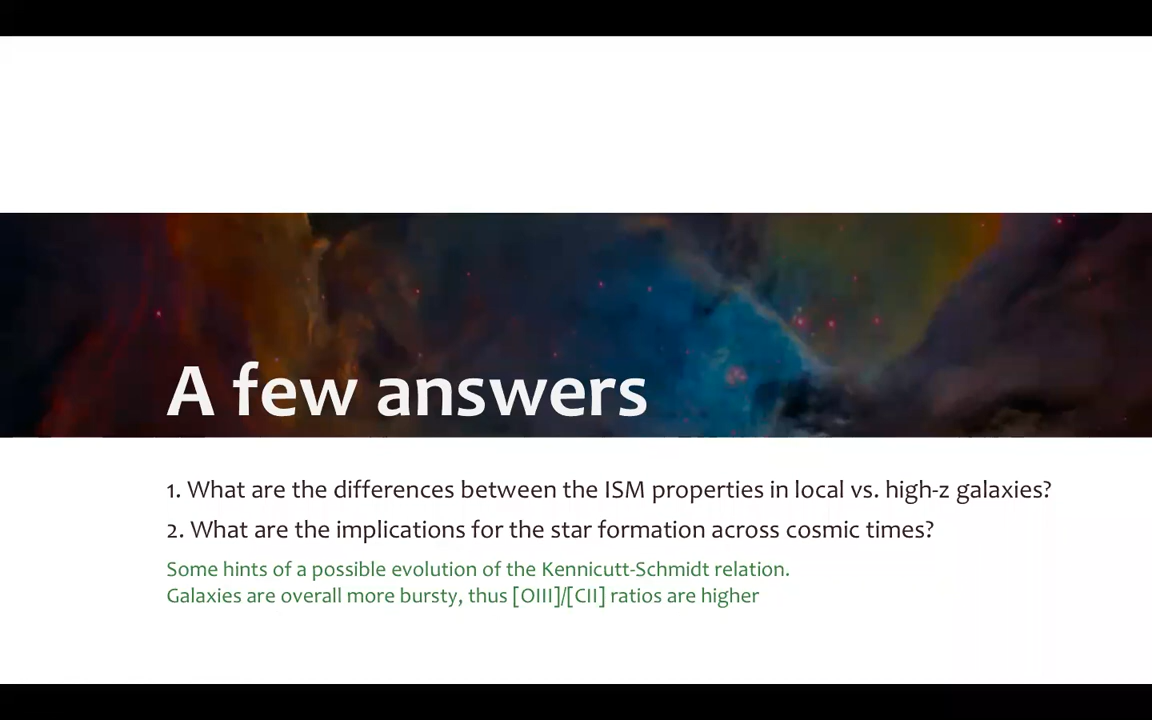 A few answers
1. What are the differences between the ISM properties in local vs. high-z galaxies?
2. What are the implications for the star formation across cosmic times?
Some hints of a possible evolution of the Kennicutt-Schmidt relation.
Galaxies are overall more bursty, thus [OIII]/[CII] ratios are higher